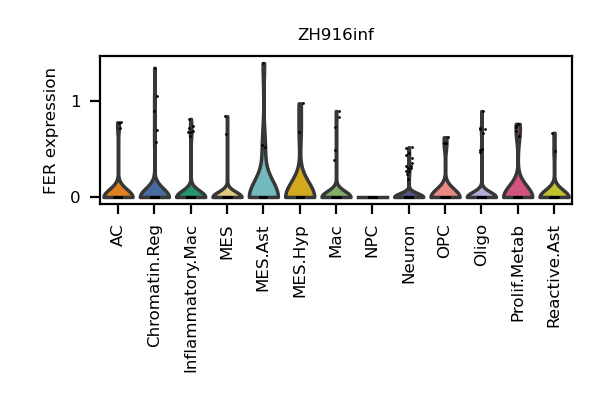 ZH916inf
FER expression
1
0
AC
Chromatin.Reg
Inflammatory.Mac
MES
MES.Ast
MES.Hyp
Mac
NPC
Neuron
OPC
Oligo
Prolif.Metab
Reactive.Ast